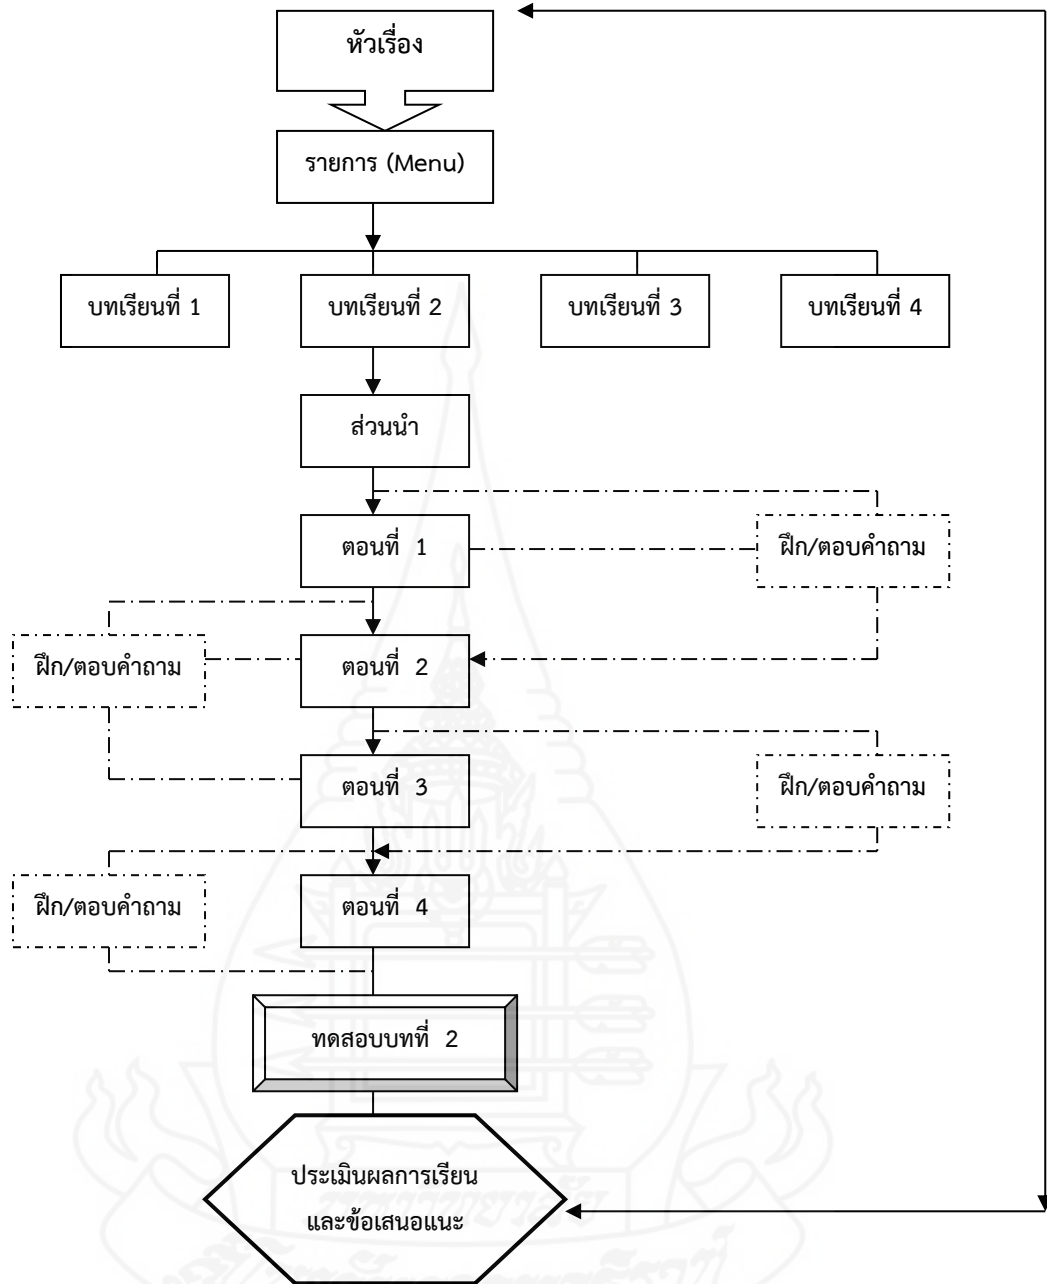 หัวเรื่อง
รายการ (Menu)
บทเรียนที่ 1
บทเรียนที่ 2
บทเรียนที่ 3
บทเรียนที่ 4
ส่วนนำ
ตอนที่ 1
ฝึก/ตอบคำถาม
ฝึก/ตอบคำถาม
ตอนที่ 2
ตอนที่ 3
ฝึก/ตอบคำถาม
ฝึก/ตอบคำถาม
ตอนที่ 4
ทดสอบบทที่ 2
ประเมินผลการเรียน
และข้อเสนอแนะ